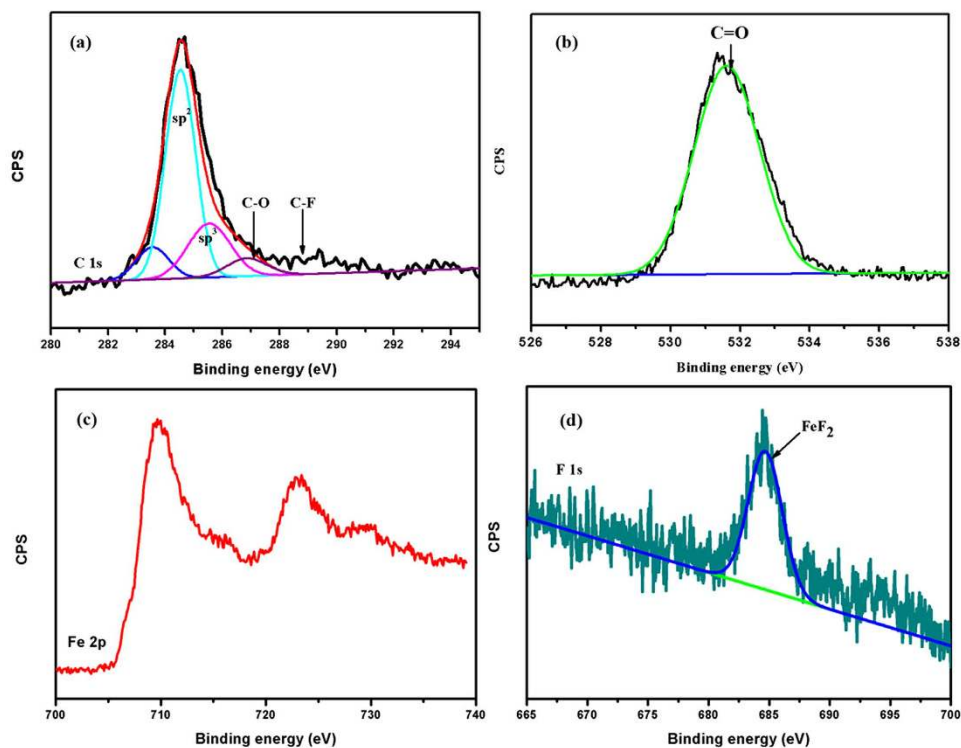 (a)
sp2
sp3
C-O
C-F
C 1s
CPS
280 282 284 286 288 290 292 294
Binding energy (eV)
(b)
C=O
CPS
526 528 530 532 534 536 538
Binding energy (eV)
(c)
Fe 2p
CPS
700 710 720 730 740
Binding energy (eV)
(d)
F 1s
FeF2
CPS
665 670 675 680 685 690 695 700
Binding energy (eV)